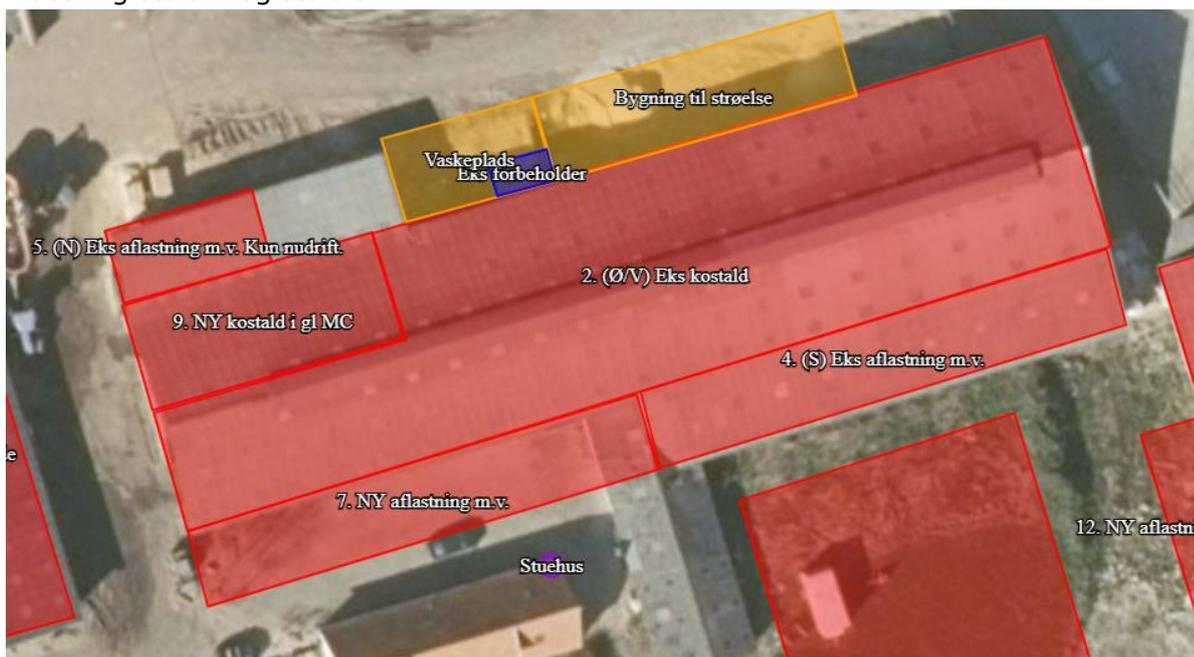 Bygning til strøelse
Vaskeplads
Eks forbeholder
5. (N) Eks aflastning m.v. Kun nudrift.
2. (Ø/V) Eks kostald
9. NY kostald i gl MC
4. (S) Eks aflastning m.v.
7. NY aflastning m.v.
12. NY aflastn
Stuehus